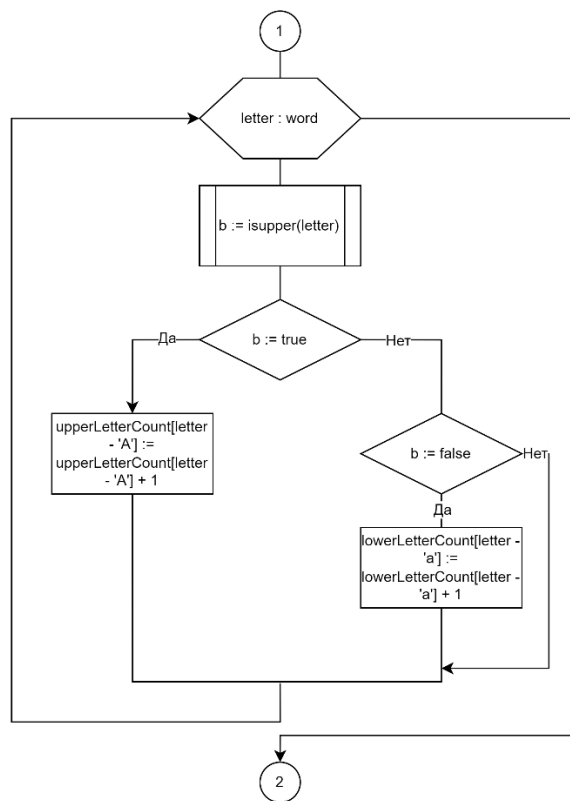 1
letter : word
b := isupper(letter)
b := true
Да
Нет
upperLetterCount[letter
- 'A'] :=
upperLetterCount[letter
- 'A'] + 1
b := false
Нет
Да
lowerLetterCount[letter -
'a'] :=
lowerLetterCount[letter -
'a'] + 1
2